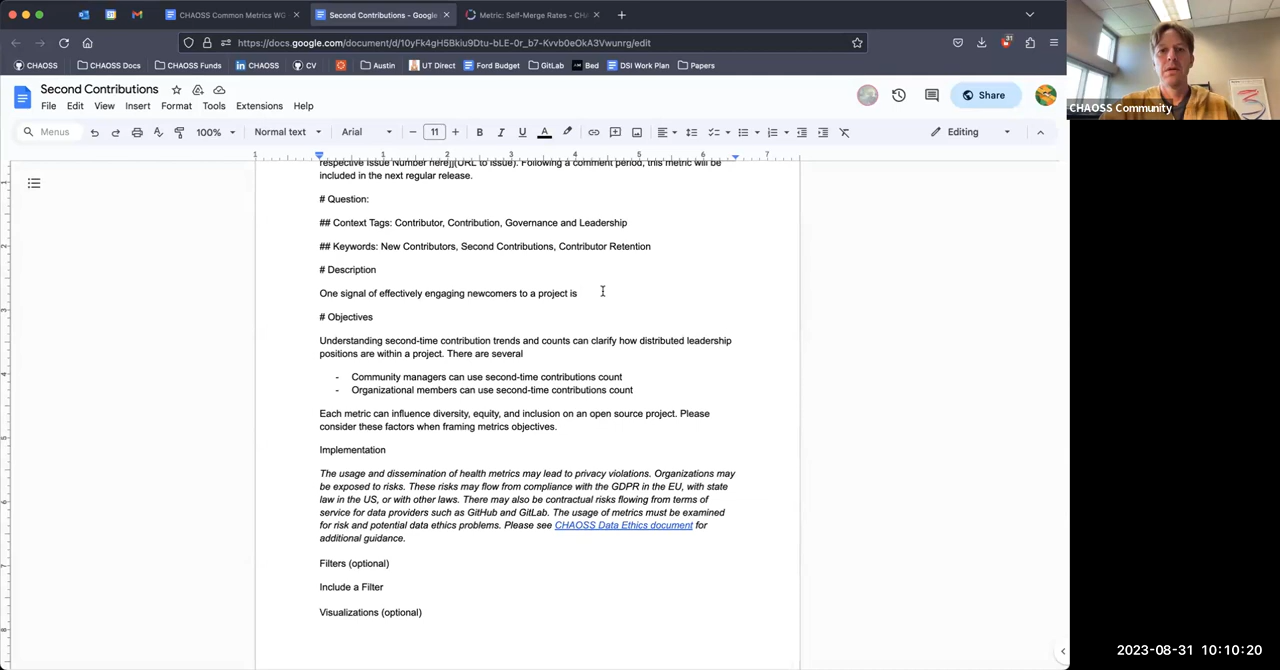 CHAOSS Common Metrics WG
Second Contributions - Google
Metric: Self-Merge Rates - CHA
https://docs.google.com/document/d/10yFk4gH5Bkiu9Dtu-bLE-0r_b7-Kvvb0eOkA3Vwunrg/edit
31
CHAOSS
CHAOSS Docs
CHAOSS Funds
CHAOSS
CV
Austin
UT Direct
Ford Budget
GitLab
Bed
DSI Work Plan
Papers
Second Contributions
File Edit View Insert Format Tools Extensions Help
Share
CHAOSS Community
Menus
100%
Normal text
Arial
11
Editing
1 1 2 3 4 5 6 7
respective Issue Number here]](URL to issue). Following a comment period, this metric will be
included in the next regular release.
# Question:
## Context Tags: Contributor, Contribution, Governance and Leadership
## Keywords: New Contributors, Second Contributions, Contributor Retention
# Description
One signal of effectively engaging newcomers to a project is
# Objectives
Understanding second-time contribution trends and counts can clarify how distributed leadership
positions are within a project. There are several
- Community managers can use second-time contributions count
- Organizational members can use second-time contributions count
Each metric can influence diversity, equity, and inclusion on an open source project. Please
consider these factors when framing metrics objectives.
Implementation
The usage and dissemination of health metrics may lead to privacy violations. Organizations may
be exposed to risks. These risks may flow from compliance with the GDPR in the EU, with state
law in the US, or with other laws. There may also be contractual risks flowing from terms of
service for data providers such as GitHub and GitLab. The usage of metrics must be examined
for risk and potential data ethics problems. Please see CHAOSS Data Ethics document for
additional guidance.
Filters (optional)
Include a Filter
Visualizations (optional)
2023-08-31 10:10:20